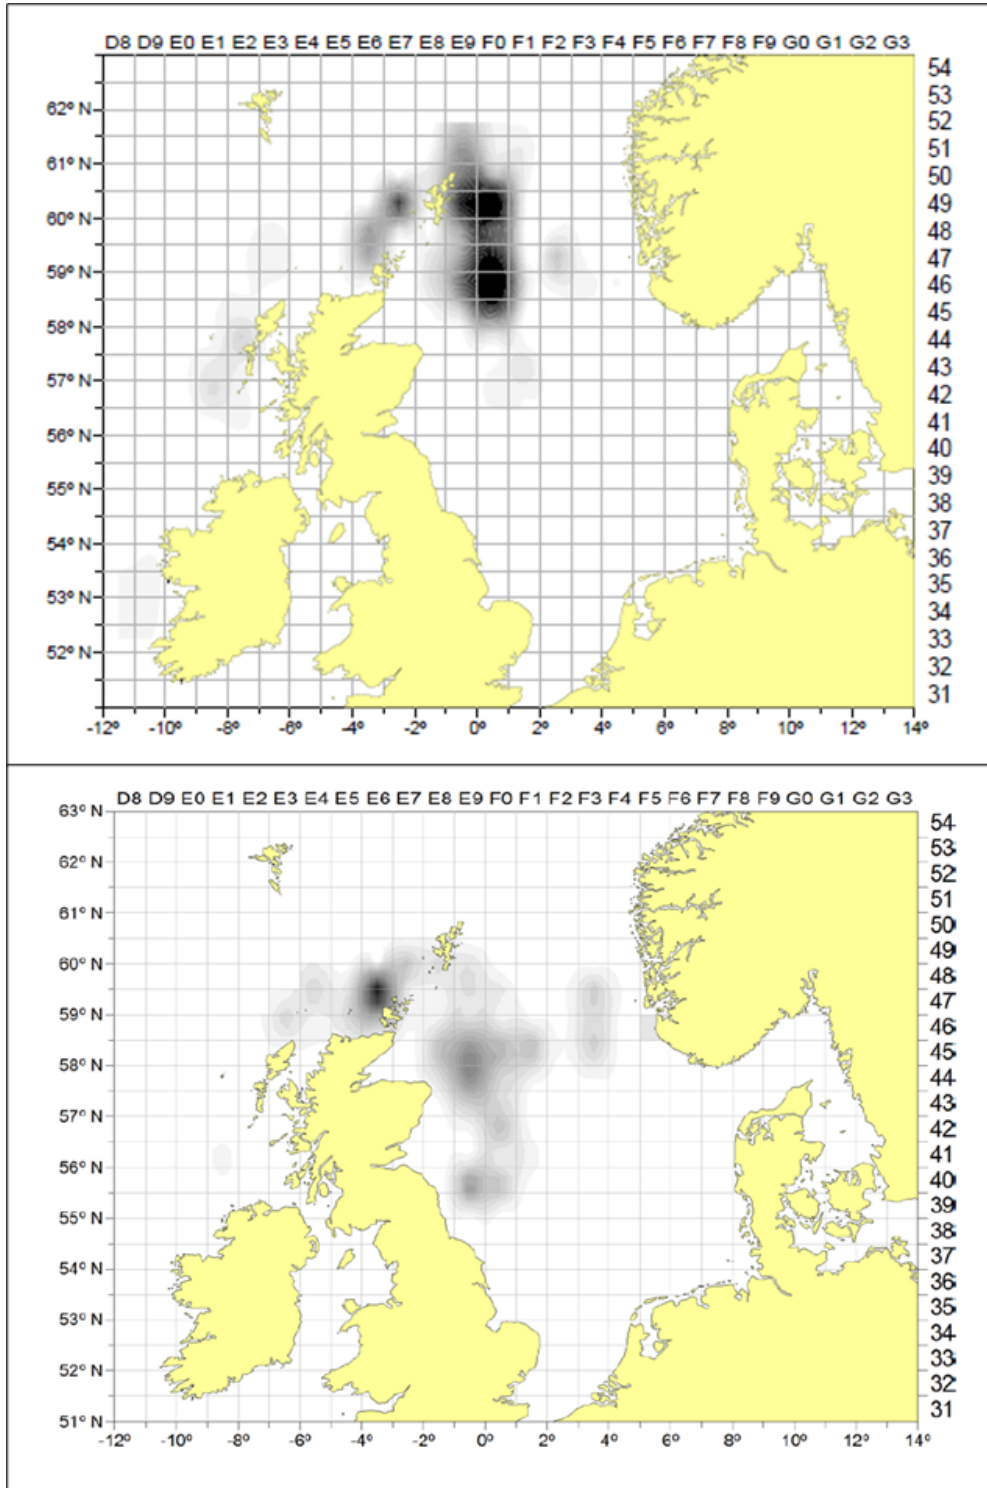 D8 D9 E0 E1 E2 E3 E4 E5 E6 E7 E8 E9 F0 F1 F2 F3 F4 F5 F6 F7 F8 F9 G0 G1 G2 G3
54
62° N 53
52
61° N 51
50
60° N 49
48
59° N 47
46
58° N 45
44
57° N 43
42
56° N 41
40
55° N 39
38
54° N 37
36
53° N 35
34
52° N 33
32
31
-12° -10° -8° -6° -4° -2° 0° 2° 4° 6° 8° 10° 12° 14°
D8 D9 E0 E1 E2 E3 E4 E5 E6 E7 E8 E9 F0 F1 F2 F3 F4 F5 F6 F7 F8 F9 G0 G1 G2 G3
63° N 54
62° N 53
52
61° N 51
50
60° N 49
48
59° N 47
46
58° N 45
44
57° N 43
42
56° N 41
40
55° N 39
38
54° N 37
36
53° N 35
34
52° N 33
32
51° N 31
-12° -10° -8° -6° -4° -2° 0° 2° 4° 6° 8° 10° 12° 14°